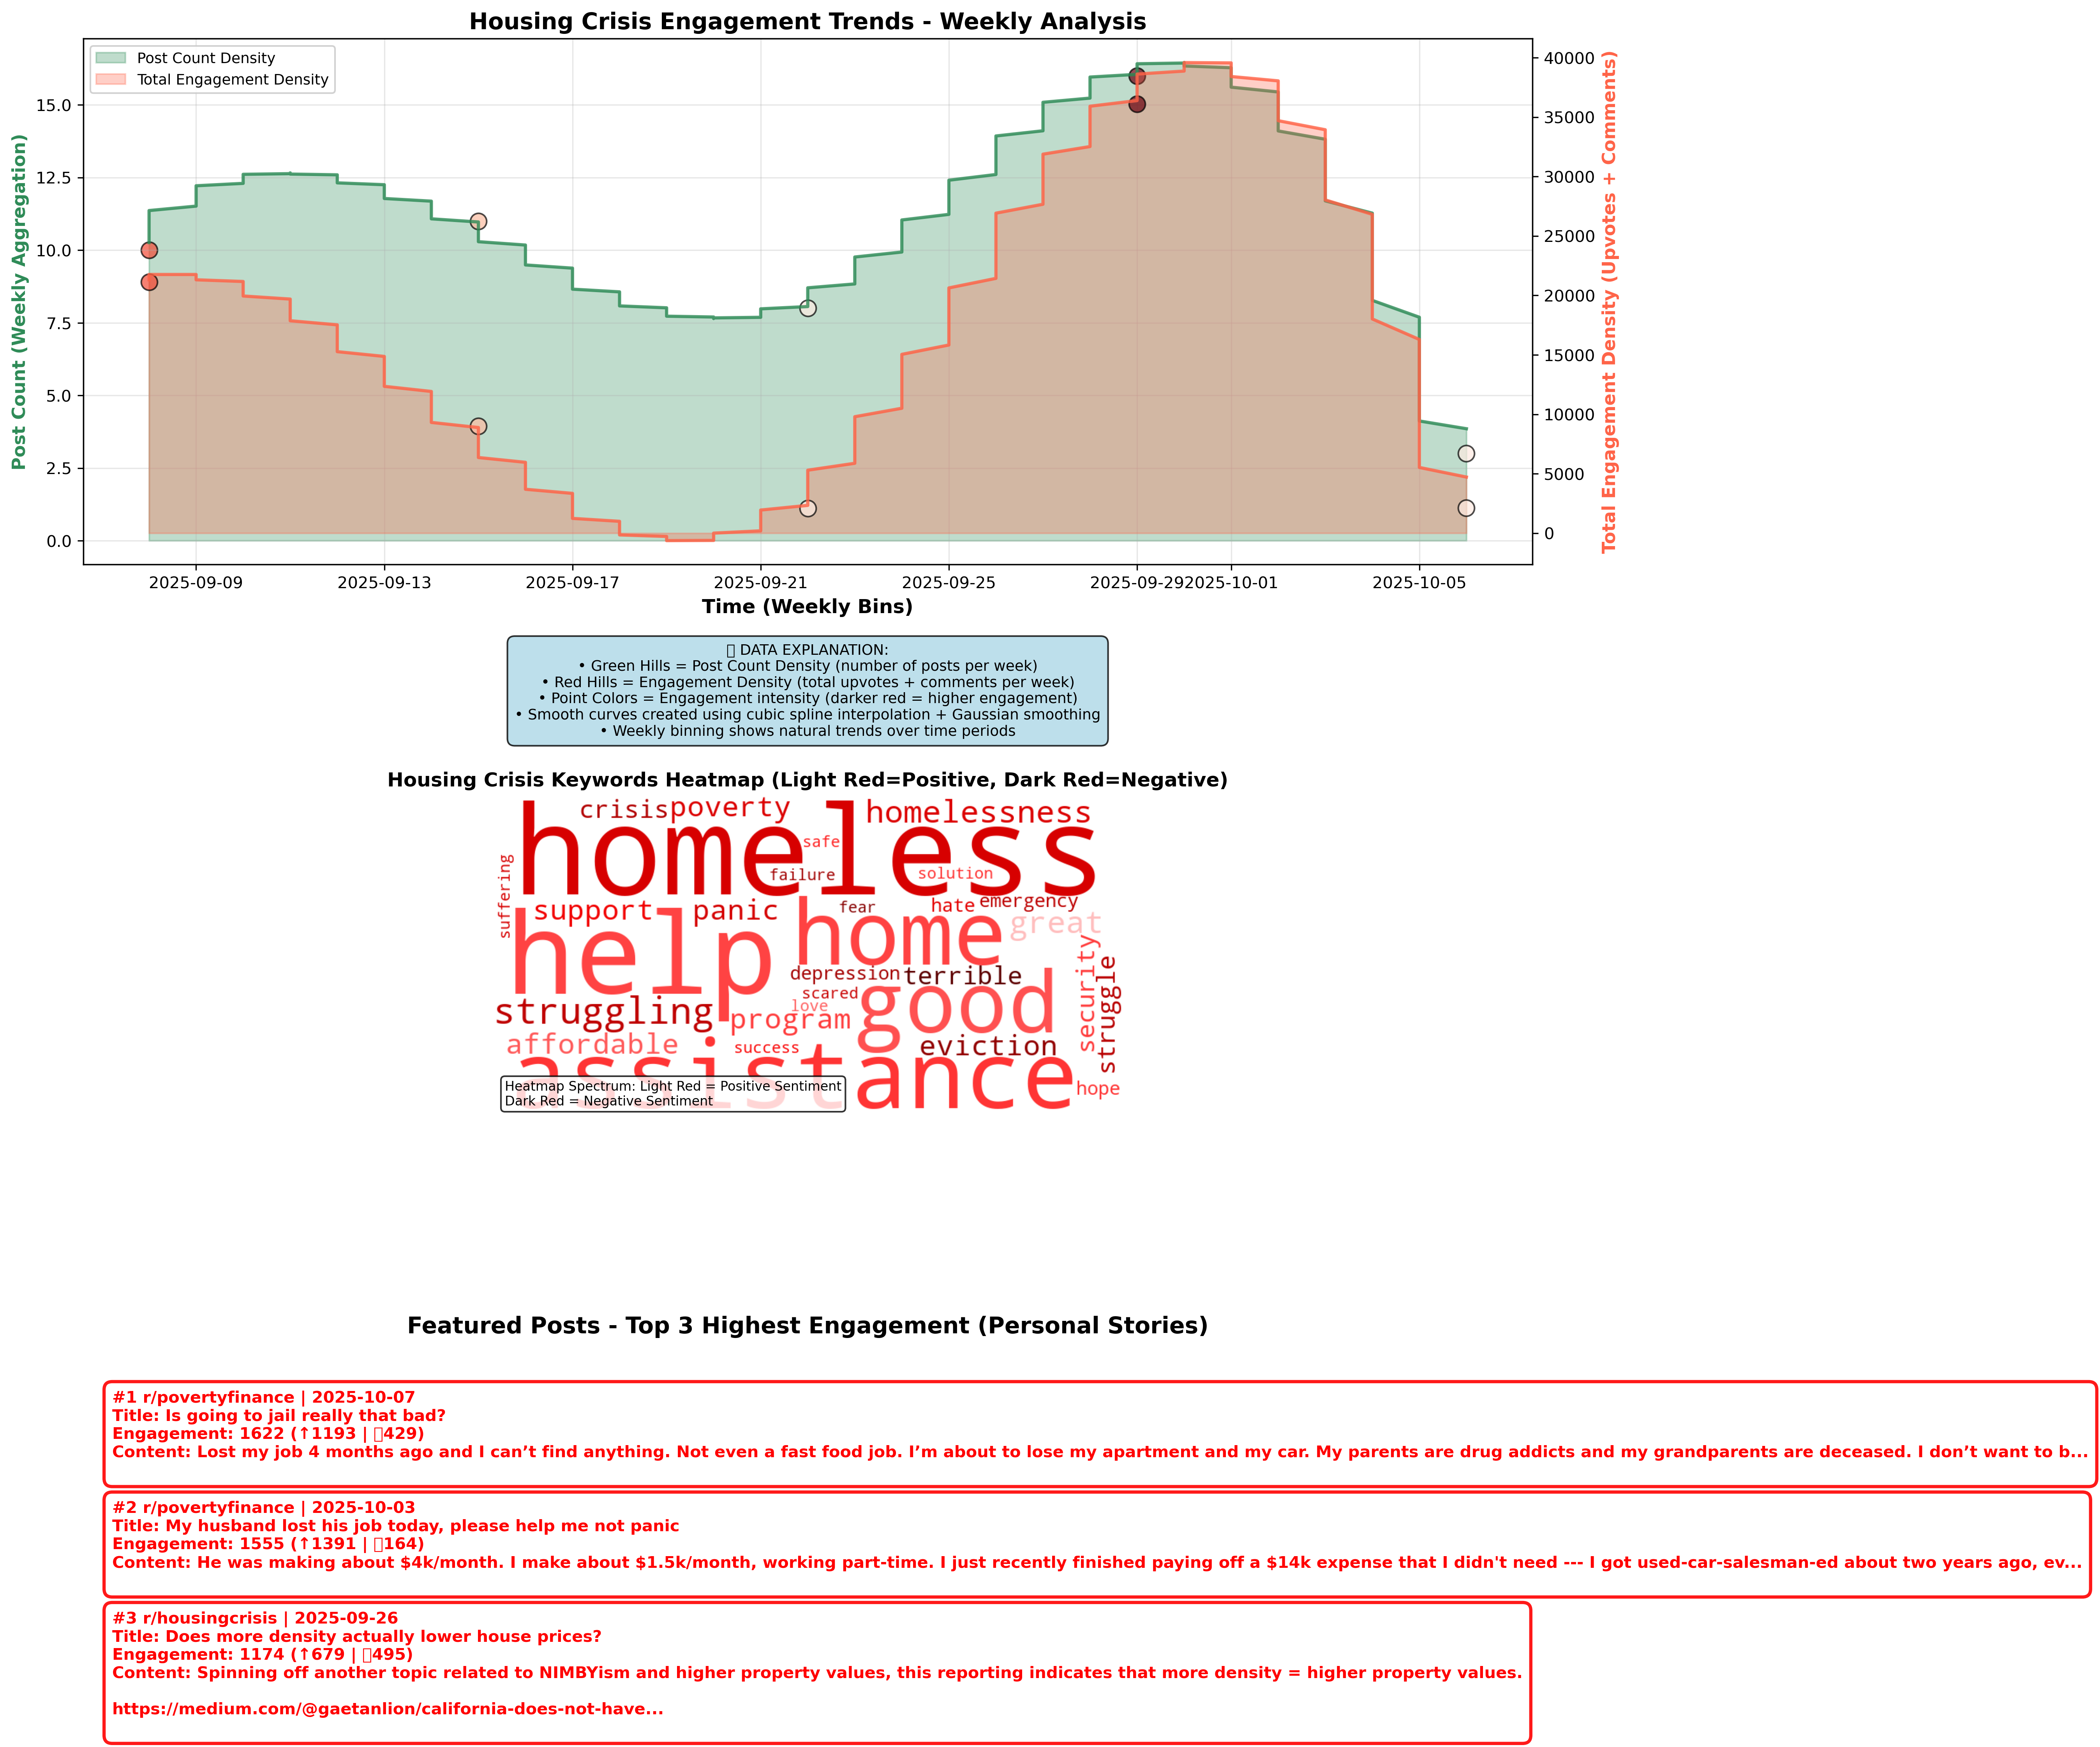 Housing Crisis Engagement Trends - Weekly Analysis
Post Count Density
Total Engagement Density
Post Count (Weekly Aggregation)
15.0
12.5
10.0
7.5
5.0
2.5
0.0
40000
35000
30000
25000
20000
15000
10000
5000
0
Total Engagement Density (Upvotes + Comments)
2025-09-09
2025-09-13
2025-09-17
2025-09-21
2025-09-25
2025-09-29
2025-10-01
2025-10-05
Time (Weekly Bins)
DATA EXPLANATION:
• Green Hills = Post Count Density (number of posts per week)
• Red Hills = Engagement Density (total upvotes + comments per week)
• Point Colors = Engagement intensity (darker red = higher engagement)
• Smooth curves created using cubic spline interpolation + Gaussian smoothing
• Weekly binning shows natural trends over time periods
Housing Crisis Keywords Heatmap (Light Red=Positive, Dark Red=Negative)
crisis
poverty
homelessness
homeless
safe
failure
solution
suffering
support
panic
fear
hate
emergency
great
help
home
security
struggle
depression
terrible
scared
good
love
struggling
program
affordable
success
eviction
assistance
hope
Heatmap Spectrum: Light Red = Positive Sentiment
Dark Red = Negative Sentiment
Featured Posts - Top 3 Highest Engagement (Personal Stories)
#1 r/povertyfinance | 2025-10-07
Title: Is going to jail really that bad?
Engagement: 1622 (↑1193 | 429)
Content: Lost my job 4 months ago and I can’t find anything. Not even a fast food job. I’m about to lose my apartment and my car. My parents are drug addicts and my grandparents are deceased. I don’t want to b...
#2 r/povertyfinance | 2025-10-03
Title: My husband lost his job today, please help me not panic
Engagement: 1555 (↑1391 | 164)
Content: He was making about $4k/month. I make about $1.5k/month, working part-time. I just recently finished paying off a $14k expense that I didn't need --- I got used-car-salesman-ed about two years ago, ev...
#3 r/housingcrisis | 2025-09-26
Title: Does more density actually lower house prices?
Engagement: 1174 (↑679 | 495)
Content: Spinning off another topic related to NIMBYism and higher property values, this reporting indicates that more density = higher property values.
https://medium.com/@gaetanlion/california-does-not-have...